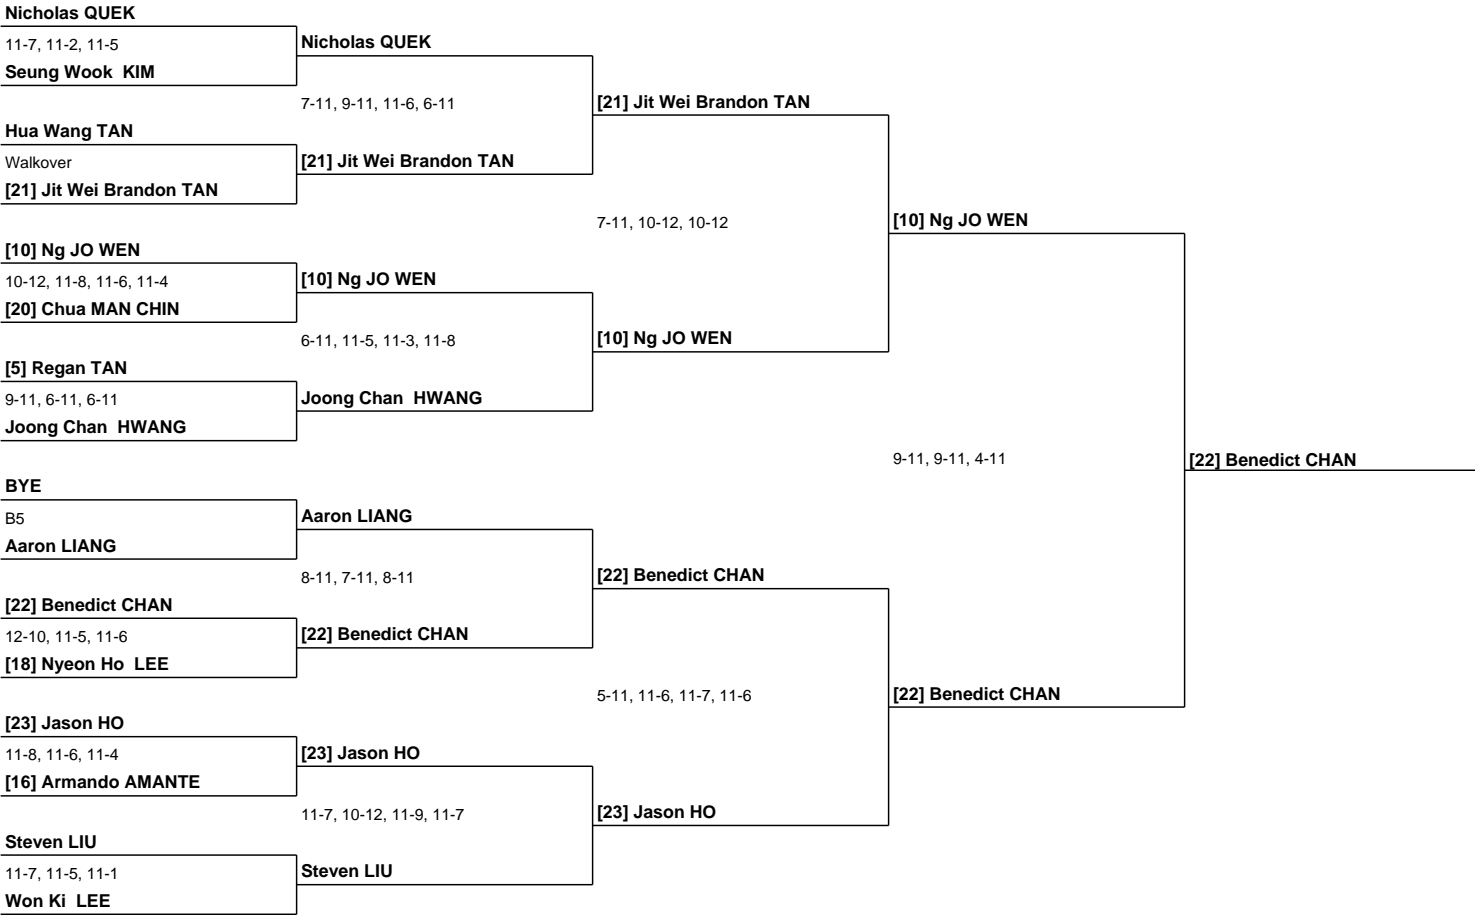 Nicholas QUEK
11-7, 11-2, 11-5
Seung Wook  KIM
Hua Wang TAN
Walkover
[21] Jit Wei Brandon TAN
[10] Ng JO WEN
10-12, 11-8, 11-6, 11-4
[20] Chua MAN CHIN
[5] Regan TAN
9-11, 6-11, 6-11
Joong Chan  HWANG
BYE
B5
Aaron LIANG
[22] Benedict CHAN
12-10, 11-5, 11-6
[18] Nyeon Ho  LEE
[23] Jason HO
11-8, 11-6, 11-4
[16] Armando AMANTE
Steven LIU
11-7, 11-5, 11-1
Won Ki  LEE
Nicholas QUEK
7-11, 9-11, 11-6, 6-11
[21] Jit Wei Brandon TAN
[10] Ng JO WEN
6-11, 11-5, 11-3, 11-8
Joong Chan  HWANG
Aaron LIANG
8-11, 7-11, 8-11
[22] Benedict CHAN
[23] Jason HO
11-7, 10-12, 11-9, 11-7
Steven LIU
[21] Jit Wei Brandon TAN
7-11, 10-12, 10-12
[10] Ng JO WEN
[22] Benedict CHAN
5-11, 11-6, 11-7, 11-6
[23] Jason HO
[10] Ng JO WEN
9-11, 9-11, 4-11
[22] Benedict CHAN
[22] Benedict CHAN